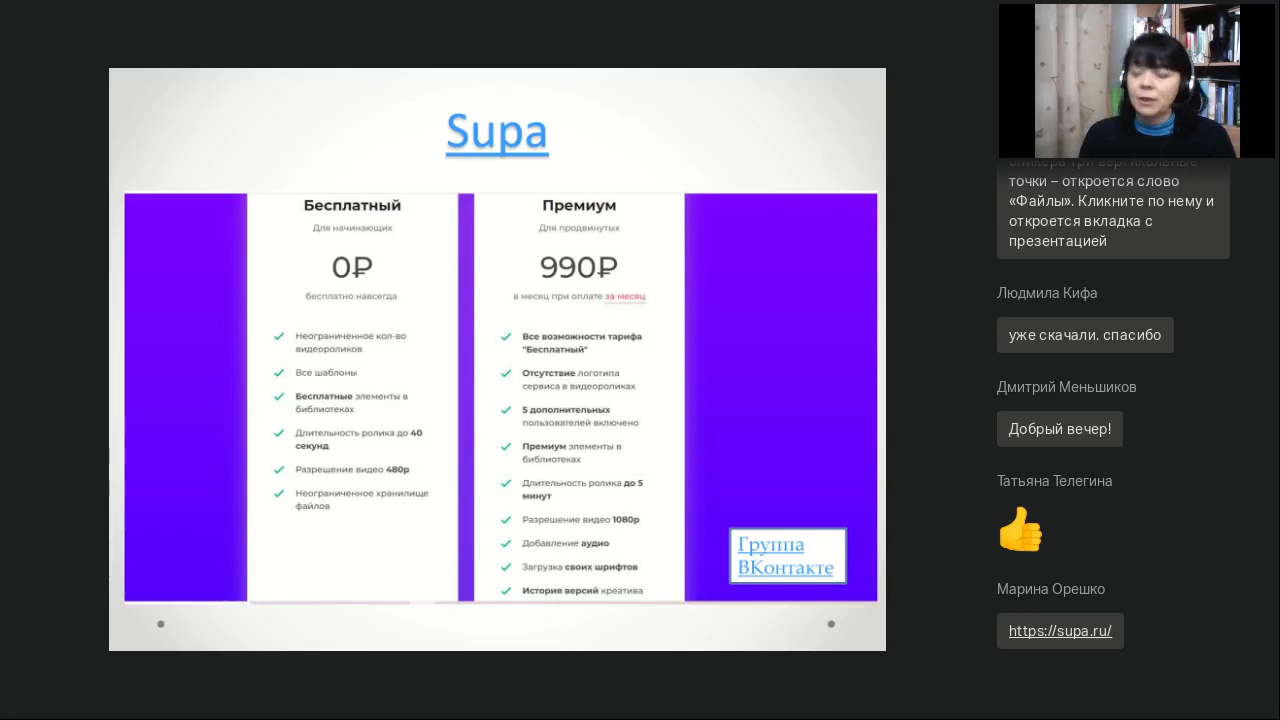 Supa
Бесплатный
Для начинающих
0₽
бесплатно навсегда
Неограниченное кол-во
видеороликов
Все шаблоны
Бесплатные элементы в
библиотеках
Длительность ролика до 40
секунд
Разрешение видео 480p
Неограниченное хранилище
файлов
Премиум
Для продвинутых
990₽
в месяц при оплате за месяц
Все возможности тарифа
"Бесплатный"
Отсутствие логотипа
сервиса в видеороликах
5 дополнительных
пользователей включено
Премиум элементы в
библиотеках
Длительность ролика до 5
минут
Разрешение видео 1080p
Добавление аудио
Загрузка своих шрифтов
История версий креатива
Группа
ВКонтакте
спикера три вертикальные
точки – откроется слово
«Файлы». Кликните по нему и
откроется вкладка с
презентацией
Людмила Кифа
уже скачали. спасибо
Дмитрий Меньшиков
Добрый вечер!
Татьяна Телегина
Марина Орешко
https://supa.ru/